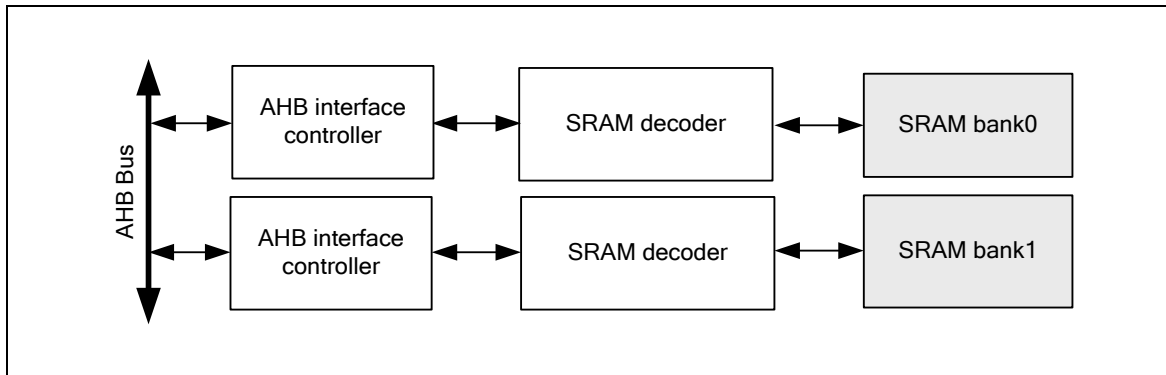 AHB Bus
AHB interface
controller
SRAM decoder
SRAM bank0
AHB interface
controller
SRAM decoder
SRAM bank1